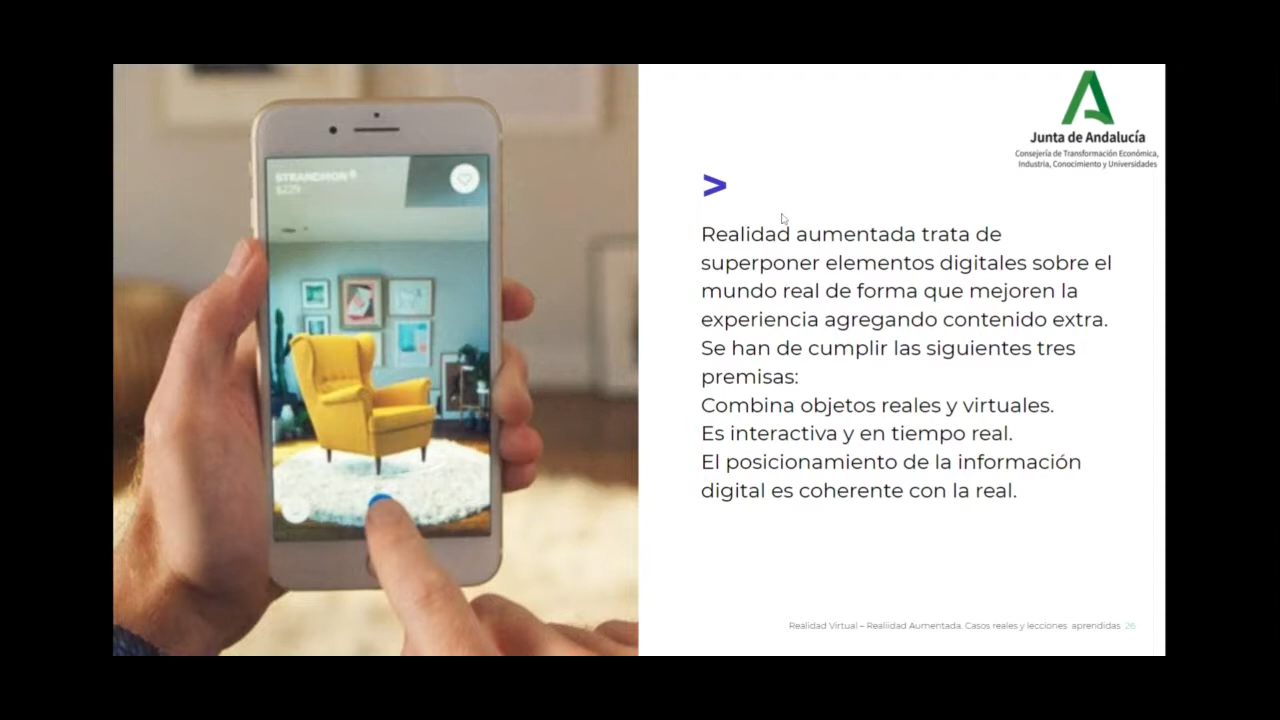 STRANDMON
$229
Junta de Andalucía
Consejería de Transformación Económica,
Industria, Conocimiento y Universidades
>
Realidad aumentada trata de
superponer elementos digitales sobre el
mundo real de forma que mejoren la
experiencia agregando contenido extra.
Se han de cumplir las siguientes tres
premisas:
Combina objetos reales y virtuales.
Es interactiva y en tiempo real.
El posicionamiento de la información
digital es coherente con la real.
Realidad Virtual – Realiidad Aumentada. Casos reales y lecciones aprendidas 26